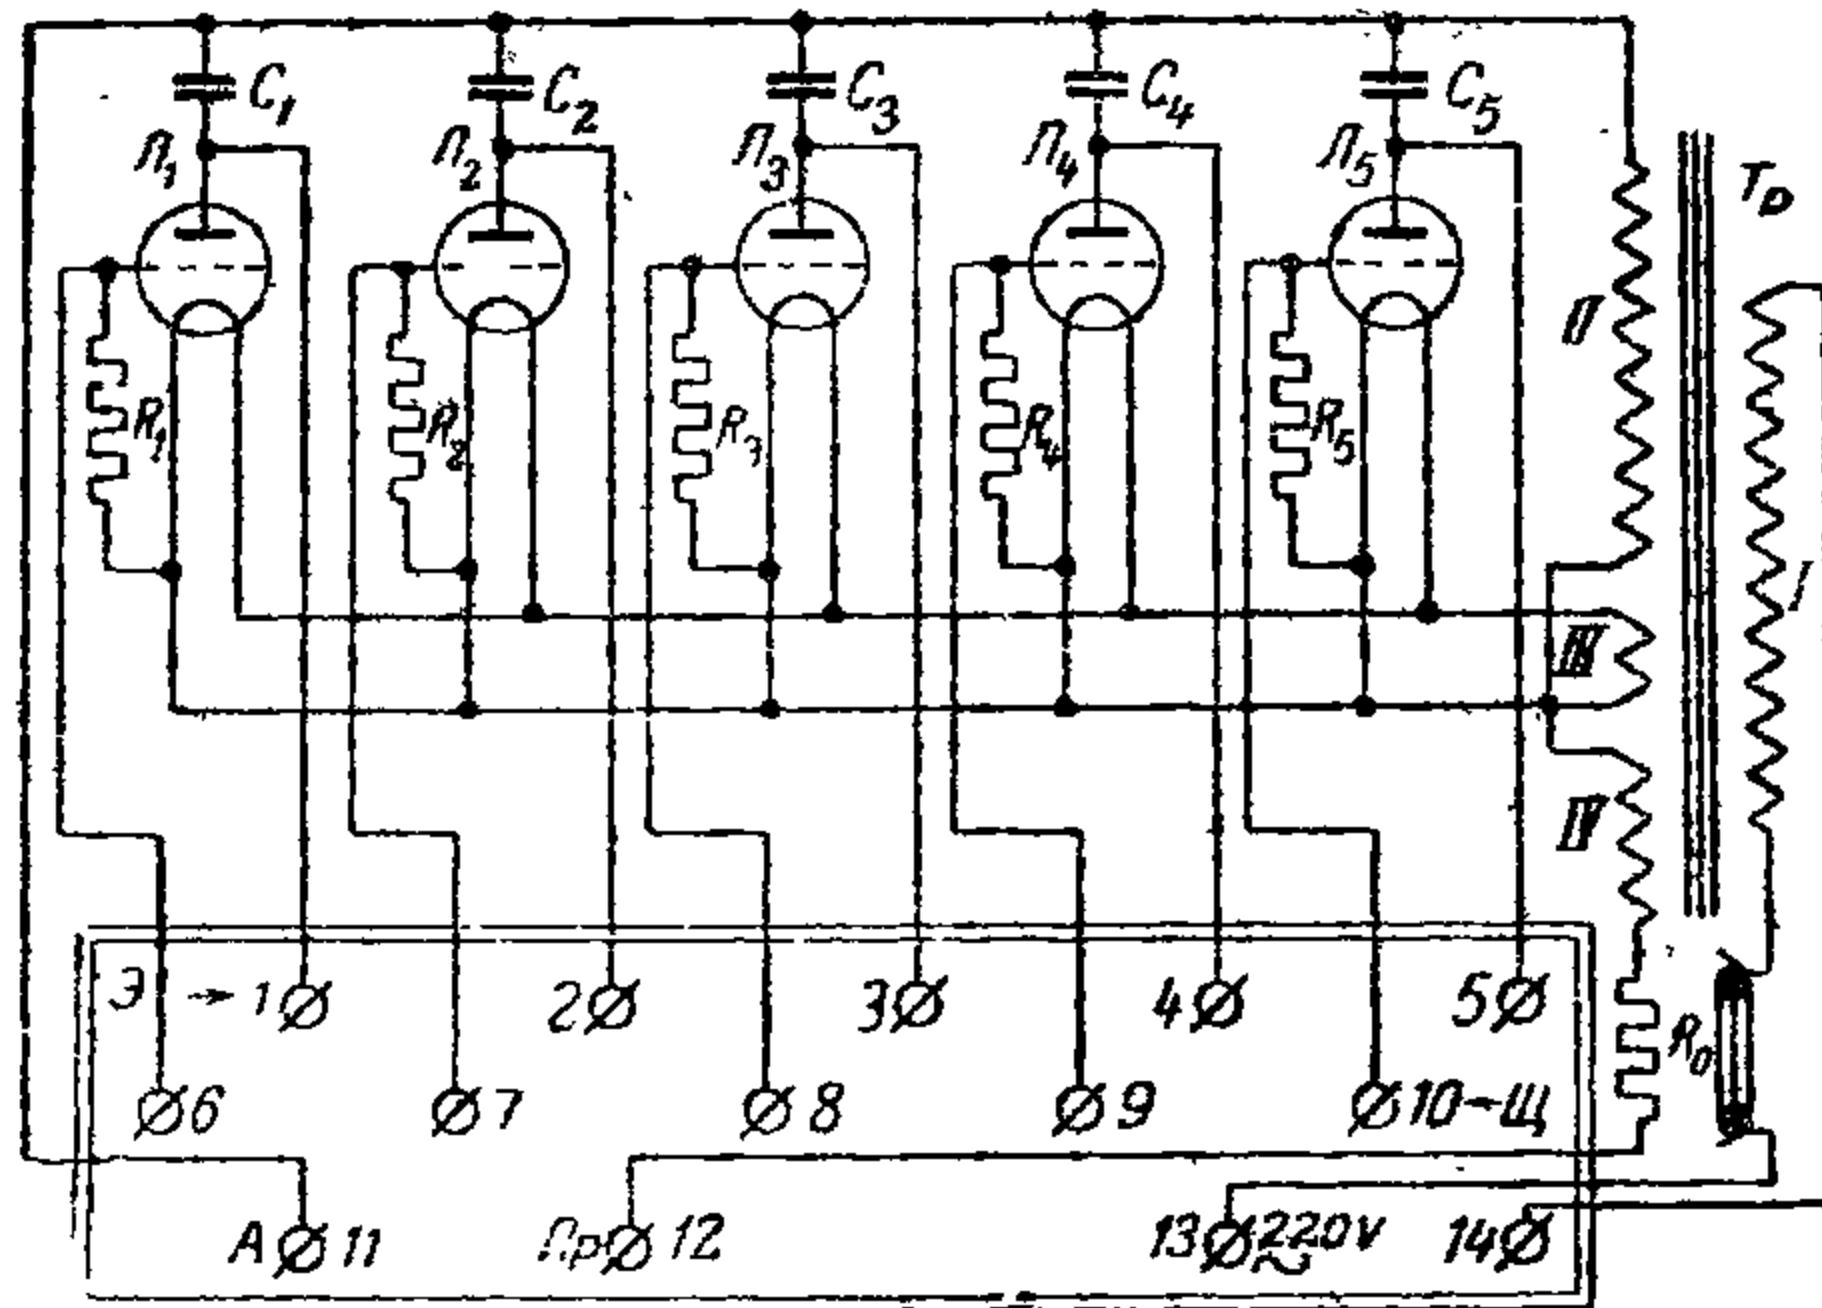 C₁ C₂ C₃ C₄ C₅
Л₁ Л₂ Л₃ Л₄ Л₅
Тр
II
R₁ R₂ R₃ R₄ R₅
I
III
IV
Э → 1 2 3 4 5
R₀
6 7 8 9 10 - Щ
А 11 Пр 12 13 220V 14